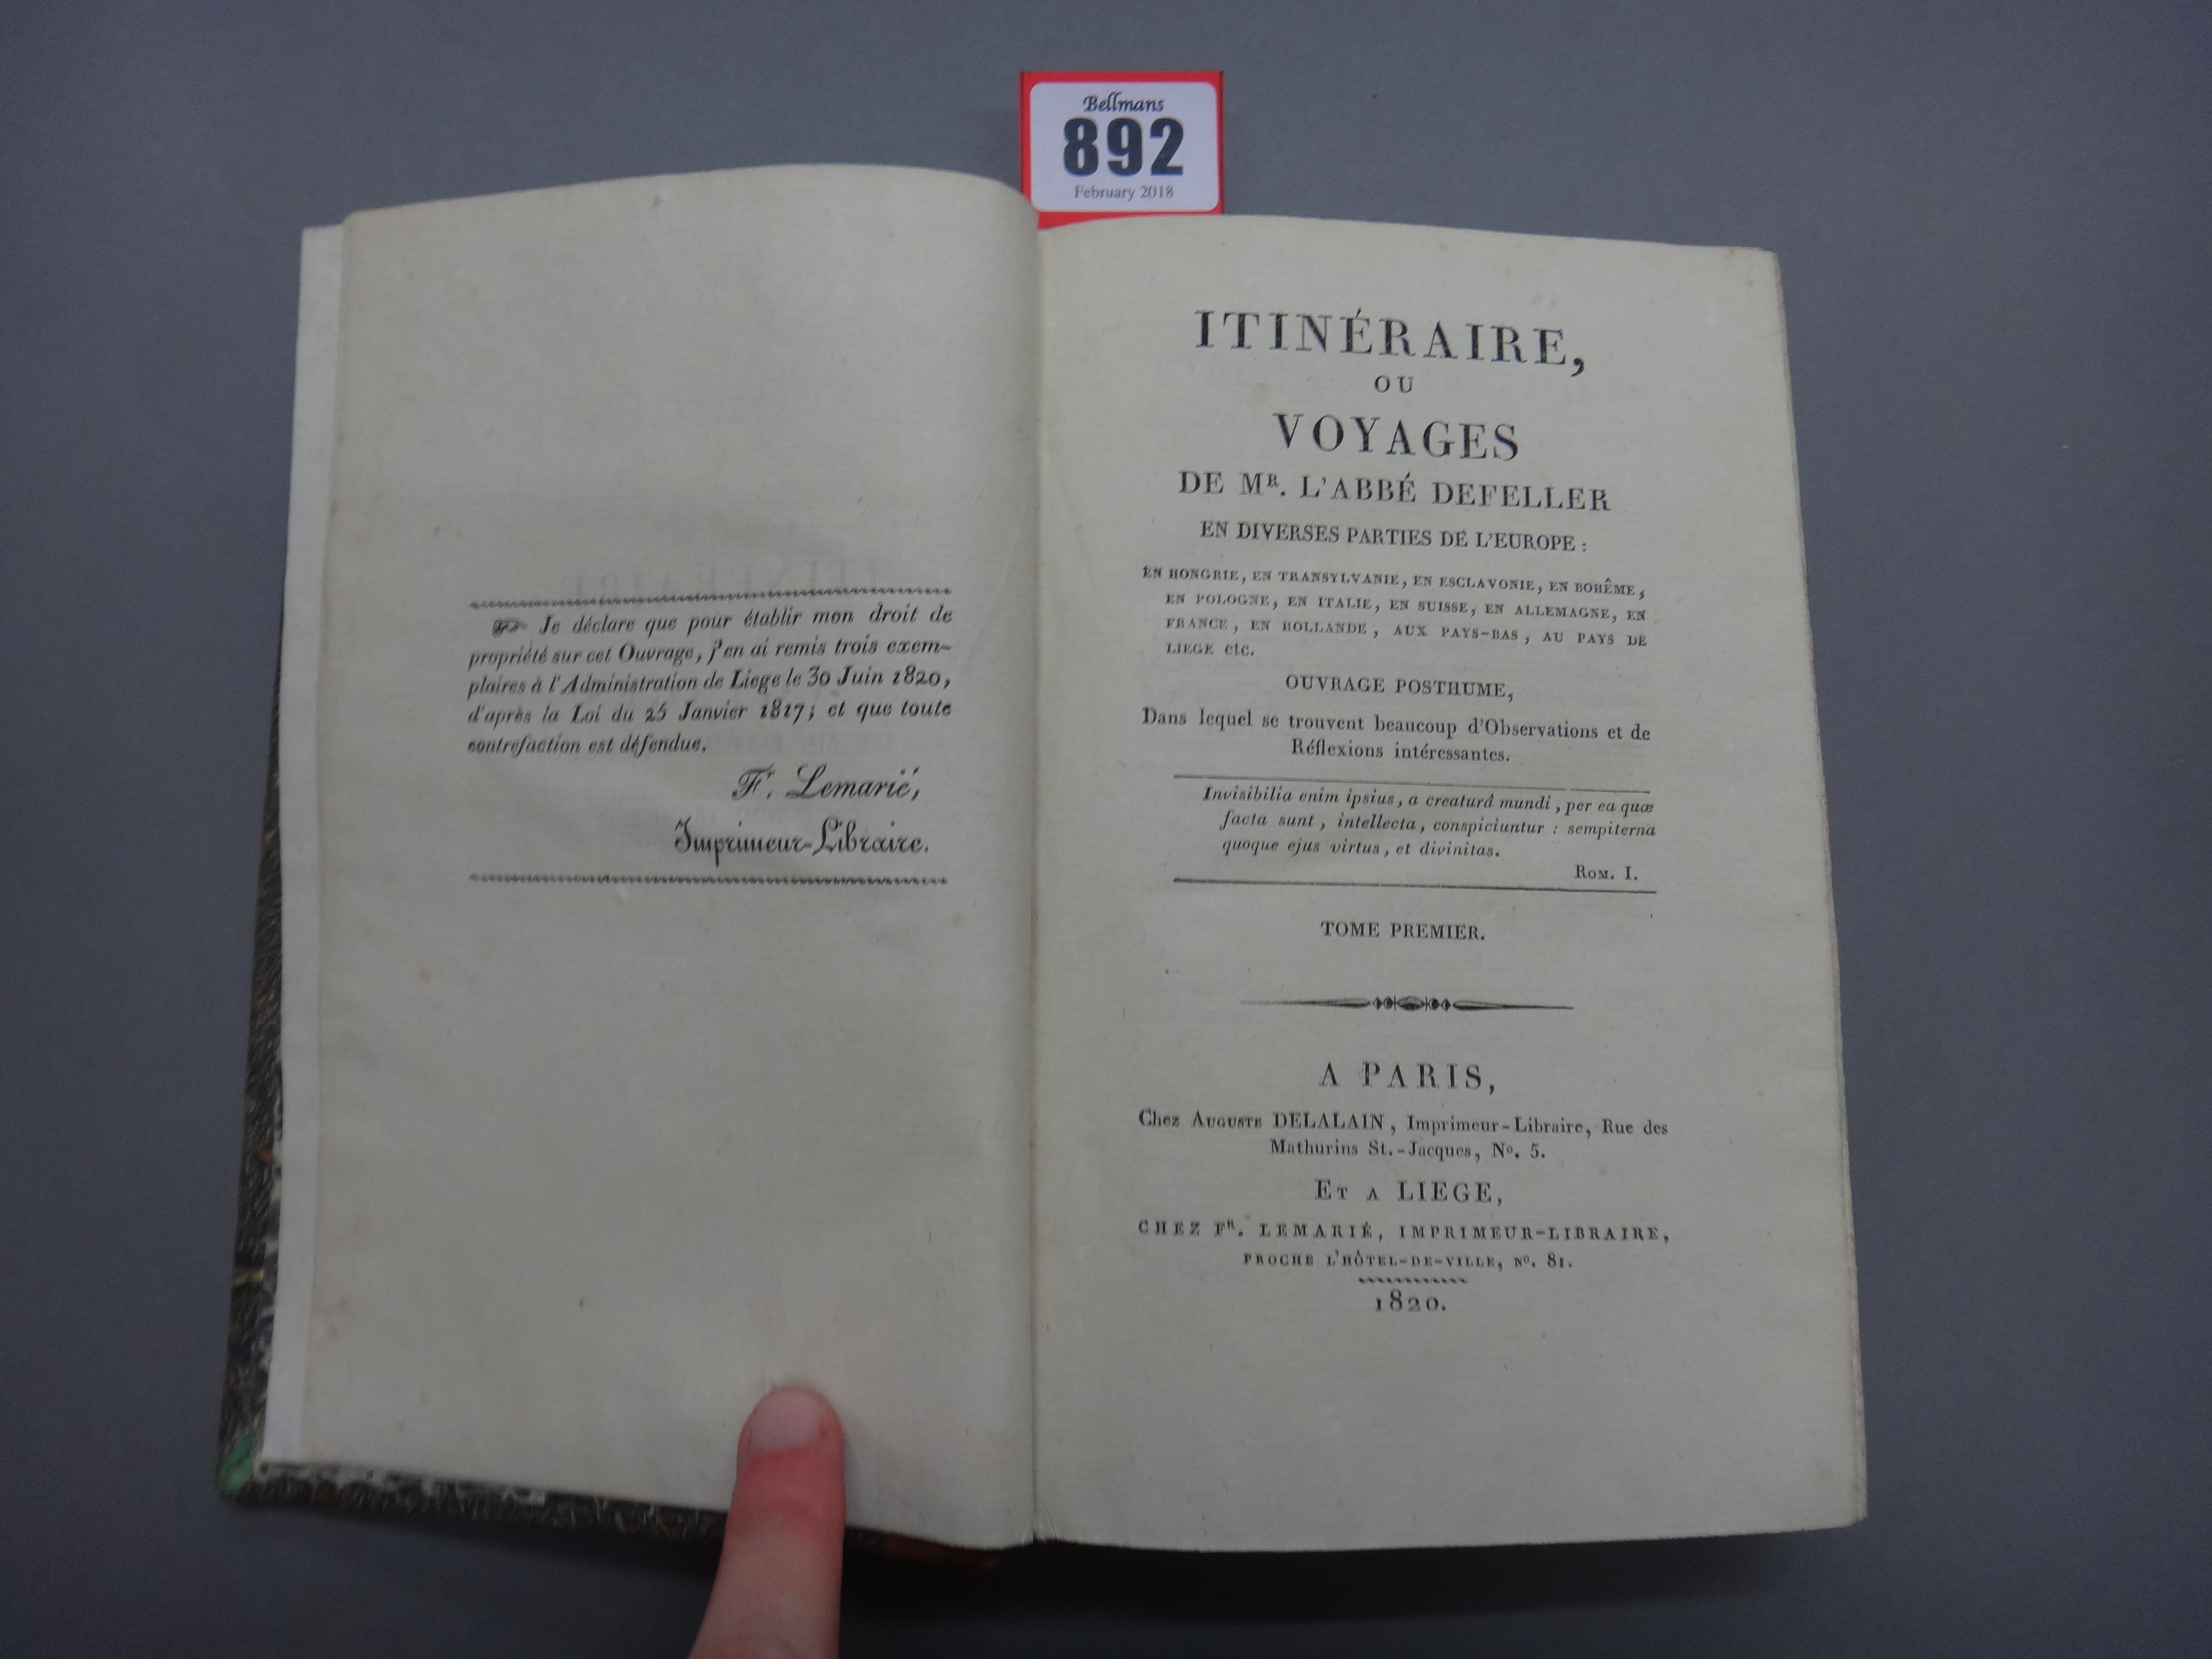 Bellmans
892
February 2018
Je déclare que pour établir mon droit de
propriété sur cet Ouvrage, j'en ai remis trois exem-
plaires à l'Administration de Liege le 30 Juin 1820,
d'après la Loi du 25 Janvier 1817; et que toute
contrefaction est défendue.
Fr. Lemarié,
Imprimeur-Libraire.
ITINÉRAIRE,
OU
VOYAGES
DE MR. L'ABBÉ DEFELLER
EN DIVERSES PARTIES DE L'EUROPE :
EN HONGRIE, EN TRANSYLVANIE, EN ESCLAVONIE, EN BOHÊME,
EN POLOGNE, EN ITALIE, EN SUISSE, EN ALLEMAGNE, EN
FRANCE, EN HOLLANDE, AUX PAYS-BAS, AU PAYS DE
LIEGE etc.
OUVRAGE POSTHUME,
Dans lequel se trouvent beaucoup d'Observations et de
Réflexions intéressantes.
Invisibilia enim ipsius, a creaturâ mundi, per ea quæ
facta sunt, intellecta, conspiciuntur : sempiterna
quoque ejus virtus, et divinitas.
ROM. I.
TOME PREMIER.
A PARIS,
Chez AUGUSTE DELALAIN, Imprimeur-Libraire, Rue des
Mathurins St.-Jacques, No. 5.
ET A LIEGE,
CHEZ FR. LEMARIÉ, IMPRIMEUR-LIBRAIRE,
PROCHE L'HÔTEL-DE-VILLE, NO. 81.
1820.